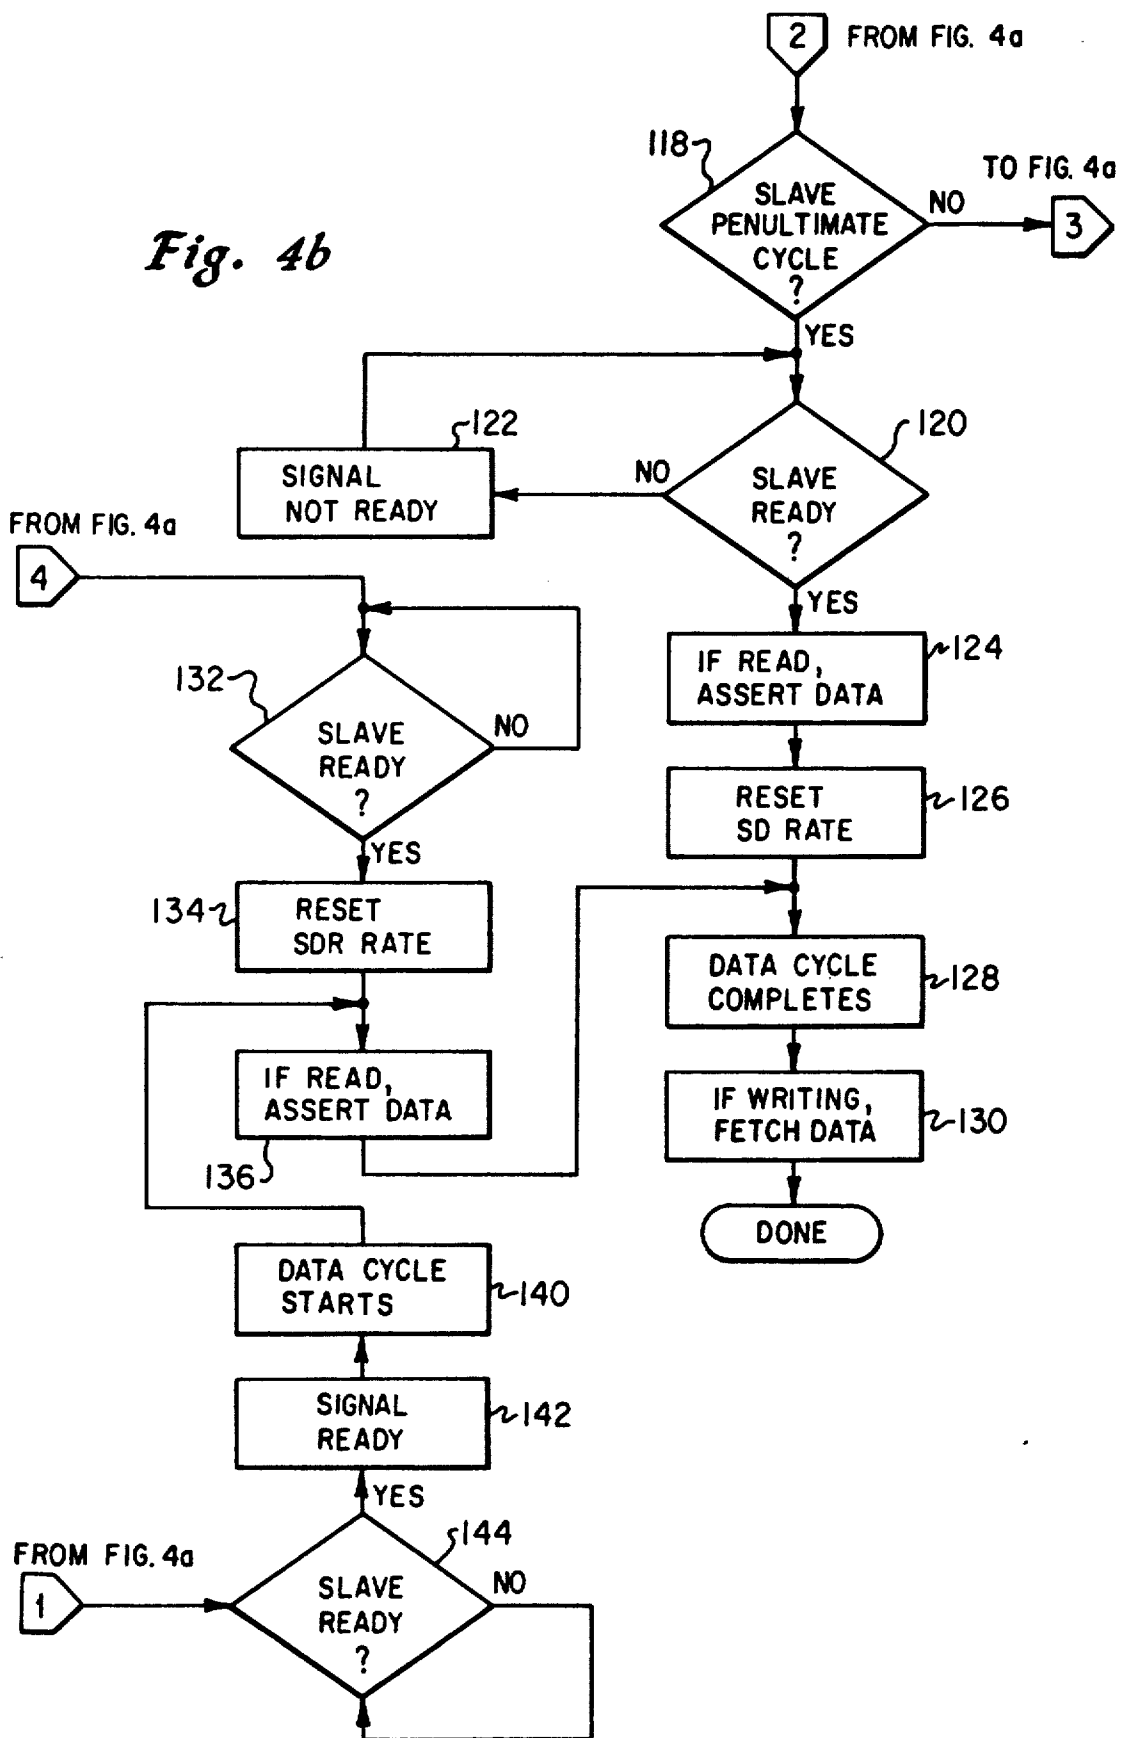 2 FROM FIG. 4a
118
TO FIG. 4a
SLAVE
PENULTIMATE
CYCLE
?
NO
3
Fig. 4b
YES
122
120
SIGNAL
NOT READY
NO
SLAVE
READY
?
FROM FIG. 4a
4
YES
IF READ,
ASSERT DATA
124
132
SLAVE
READY
?
NO
RESET
SD RATE
126
YES
134
RESET
SDR RATE
DATA CYCLE
COMPLETES
128
IF READ,
ASSERT DATA
136
IF WRITING,
FETCH DATA
130
DONE
DATA CYCLE
STARTS
140
SIGNAL
READY
142
YES
144
FROM FIG. 4a
1
SLAVE
READY
?
NO